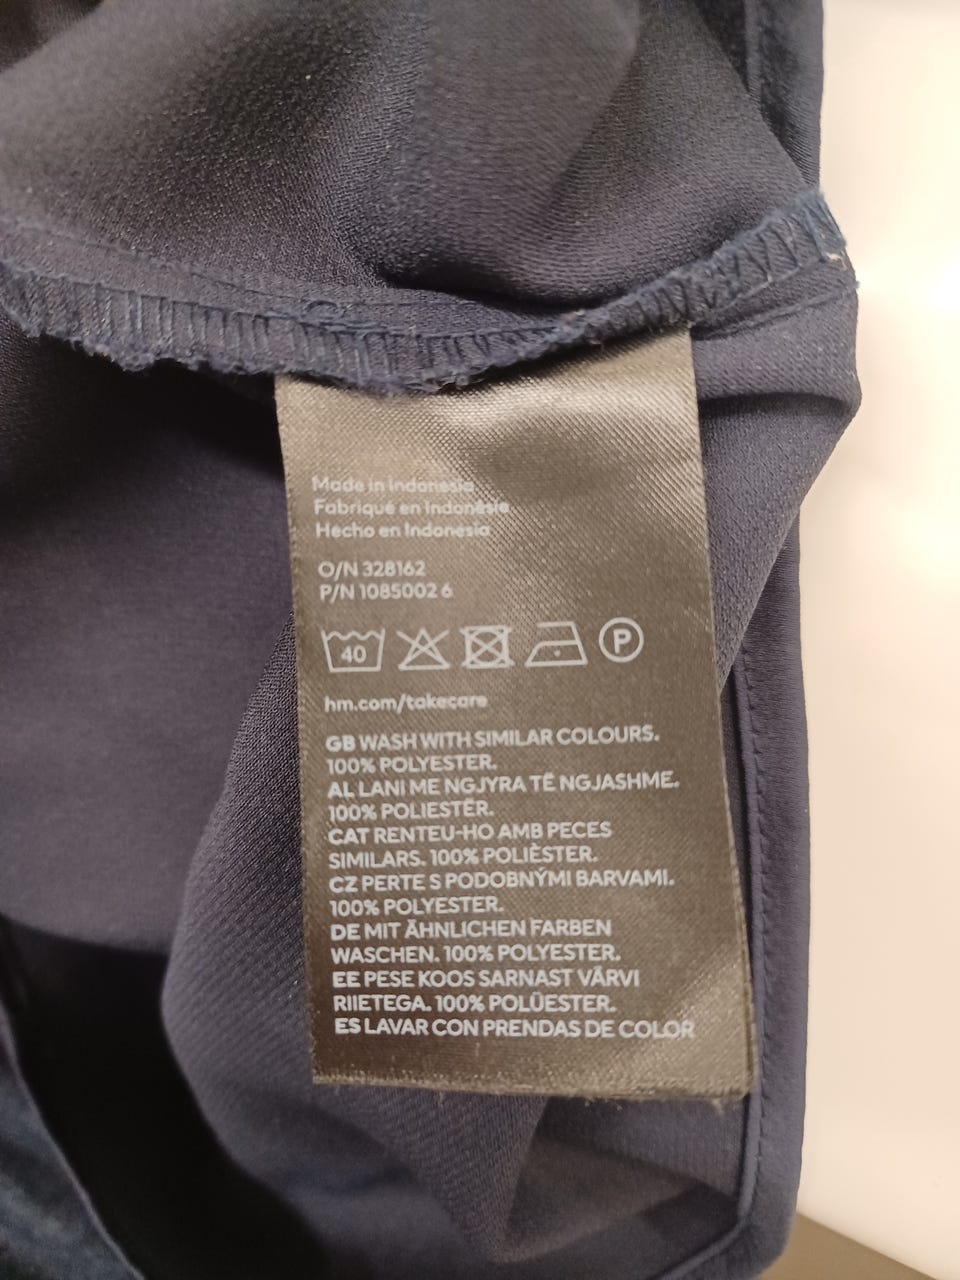 Made in Indonesia
Fabriqué en Indonésie
Hecho en Indonesia
O/N 328162
P/N 1085002 6
40
P
hm.com/takecare
GB WASH WITH SIMILAR COLOURS.
100% POLYESTER.
AL LANI ME NGJYRA TË NGJASHME.
100% POLIESTËR.
CAT RENTEU-HO AMB PECES
SIMILARS. 100% POLIÈSTER.
CZ PERTE S PODOBNÝMI BARVAMI.
100% POLYESTER.
DE MIT ÄHNLICHEN FARBEN
WASCHEN. 100% POLYESTER.
EE PESE KOOS SARNAST VÄRVI
RIIETEGA. 100% POLÜESTER.
ES LAVAR CON PRENDAS DE COLOR